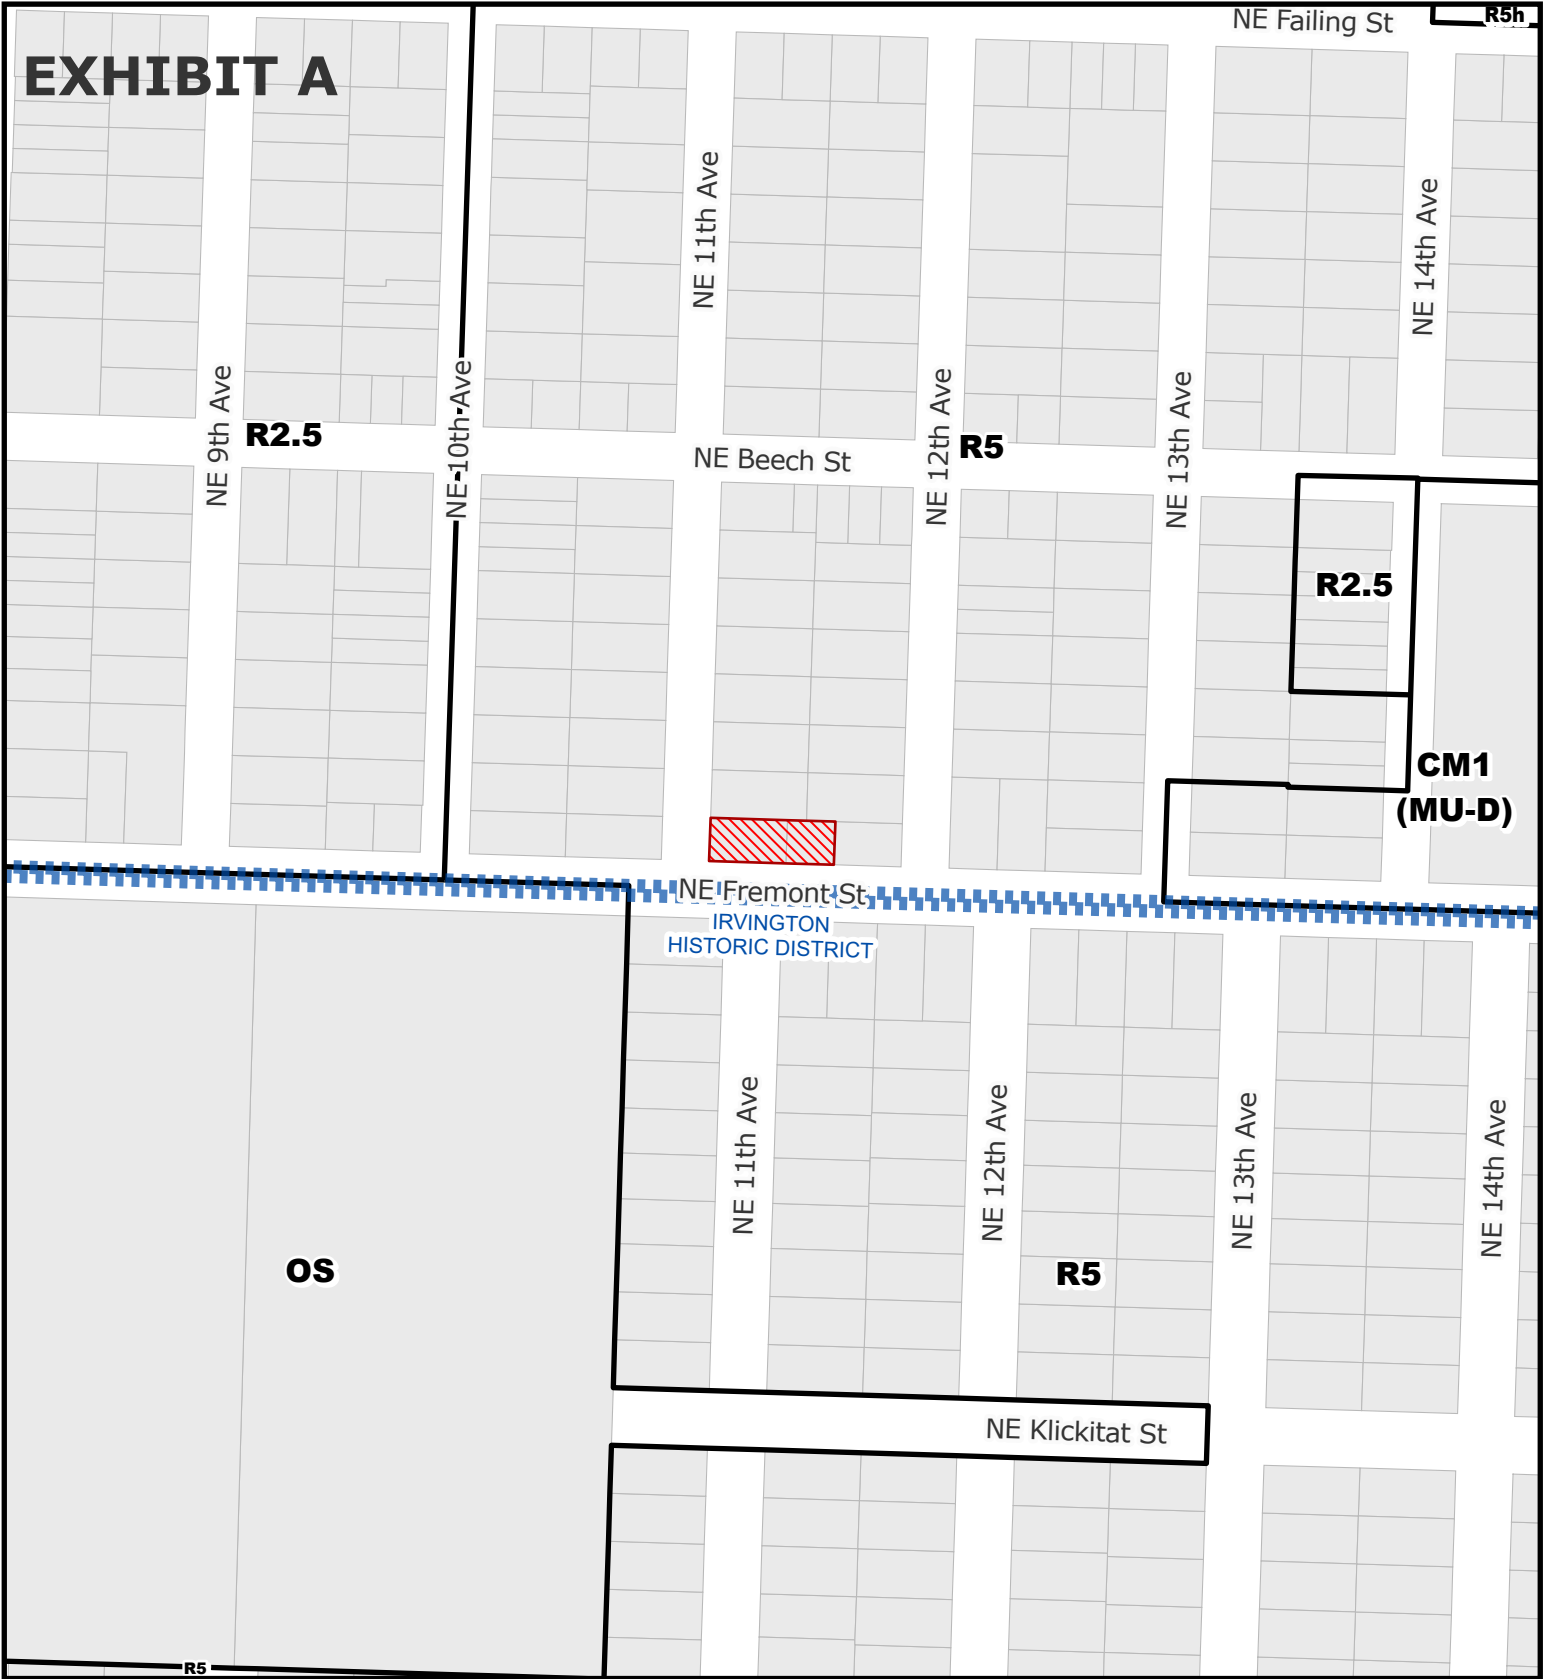 NE Failing St
R5h
EXHIBIT A
NE 11th Ave
NE 14th Ave
NE 9th Ave
NE 10th Ave
NE 12th Ave
NE 13th Ave
R2.5
R5
NE Beech St
R2.5
CM1
(MU-D)
NE Fremont St
IRVINGTON
HISTORIC DISTRICT
NE 11th Ave
NE 12th Ave
NE 13th Ave
NE 14th Ave
OS
R5
NE Klickitat St
R5